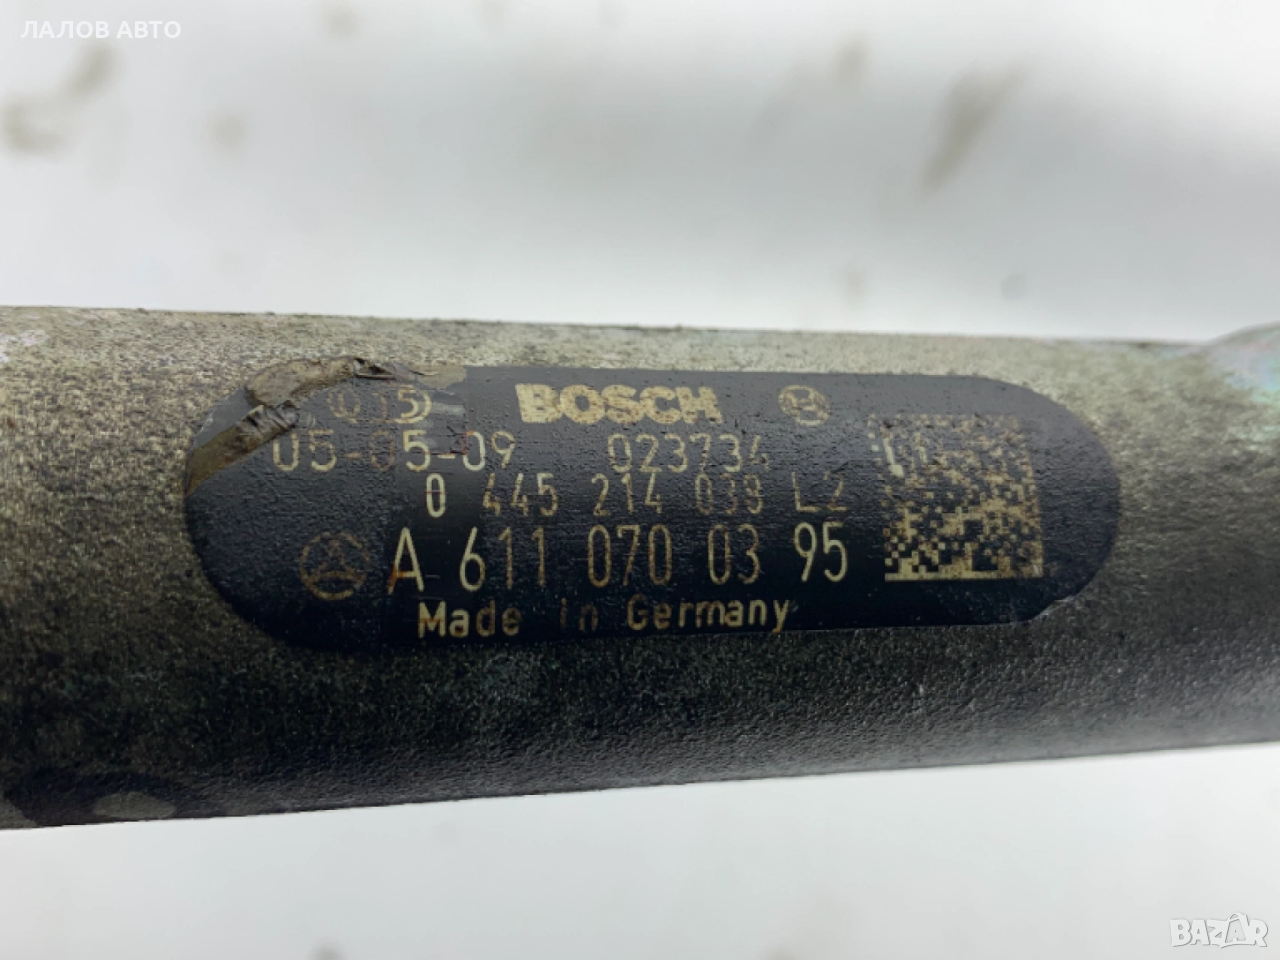 ЛАЛОВ АВТО
BOSCH
05-05-09 023734
0 445 214 039 L2
A 611 070 03 95
Made in Germany
BAZAR